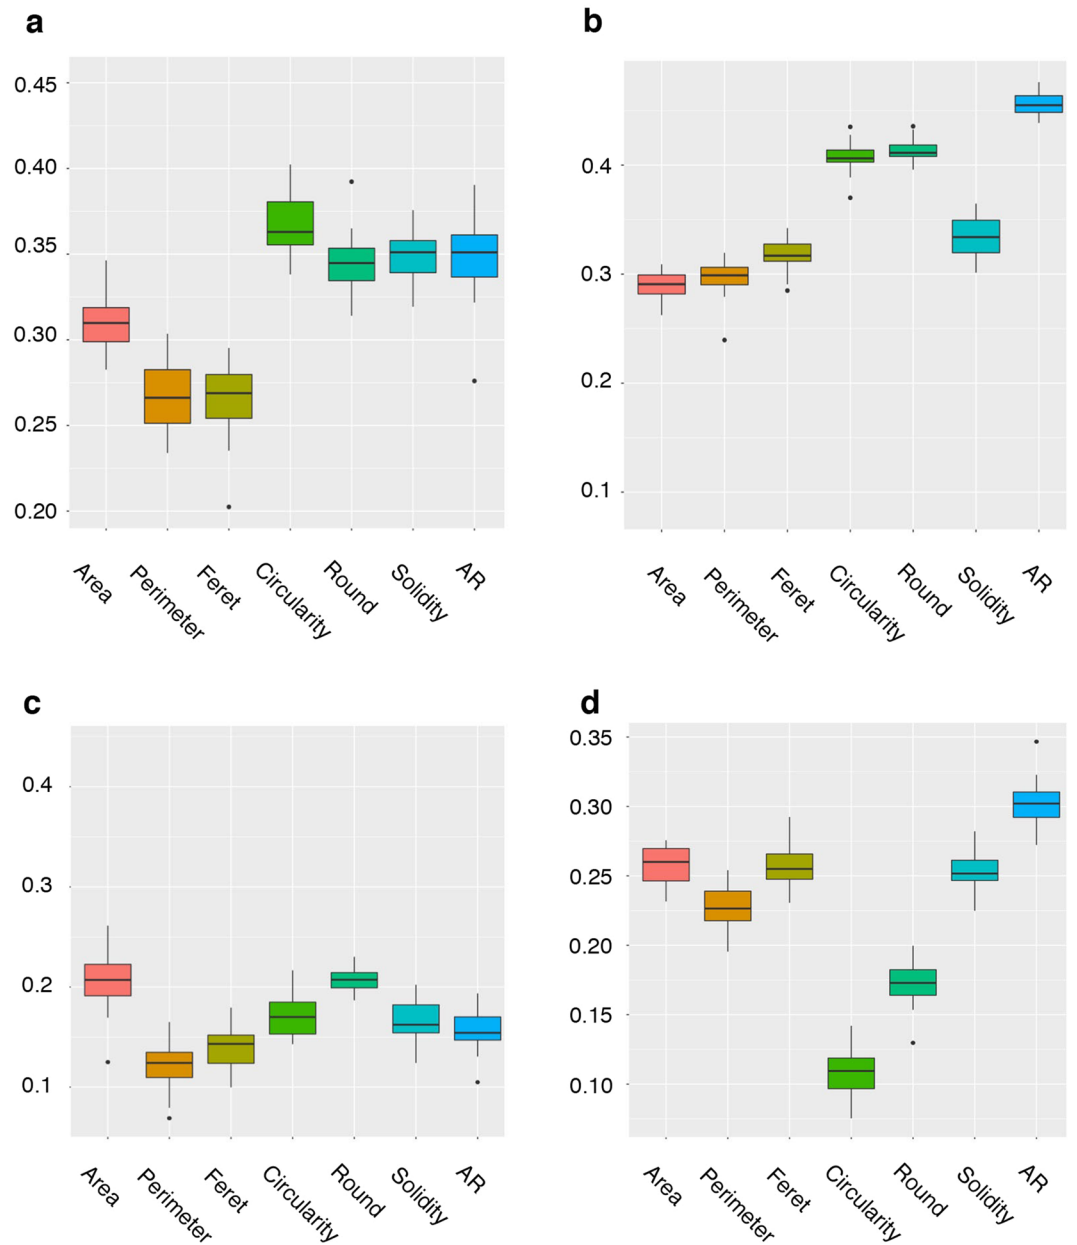 a
0.45
0.40
0.35
0.30
0.25
0.20
Area
Perimeter
Feret
Circularity
Round
Solidity
AR
b
0.4
0.3
0.2
0.1
Area
Perimeter
Feret
Circularity
Round
Solidity
AR
c
0.4
0.3
0.2
0.1
Area
Perimeter
Feret
Circularity
Round
Solidity
AR
d
0.35
0.30
0.25
0.20
0.15
0.10
Area
Perimeter
Feret
Circularity
Round
Solidity
AR